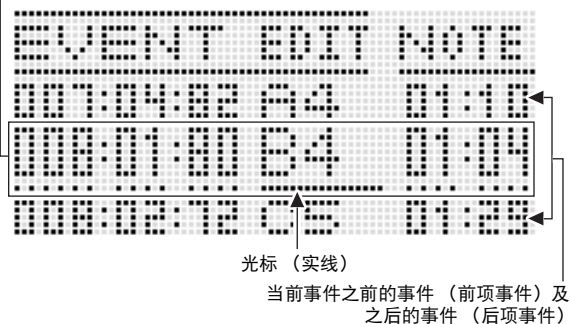 EVENT EDIT NOTE
007:04:82 A4 01:10
008:01:80 B4 01:04
008:02:72 C5 01:29
光标 （实线）
当前事件之前的事件 （前项事件）及
之后的事件 （后项事件）